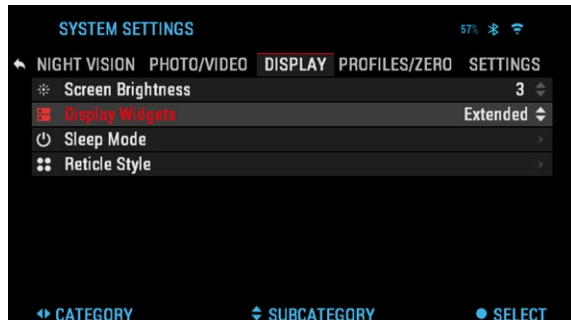 SYSTEM SETTINGS 57%
NIGHT VISION PHOTO/VIDEO DISPLAY PROFILES/ZERO SETTINGS
Screen Brightness 3
Display Widgets Extended
Sleep Mode
Reticle Style
CATEGORY SUBCATEGORY SELECT